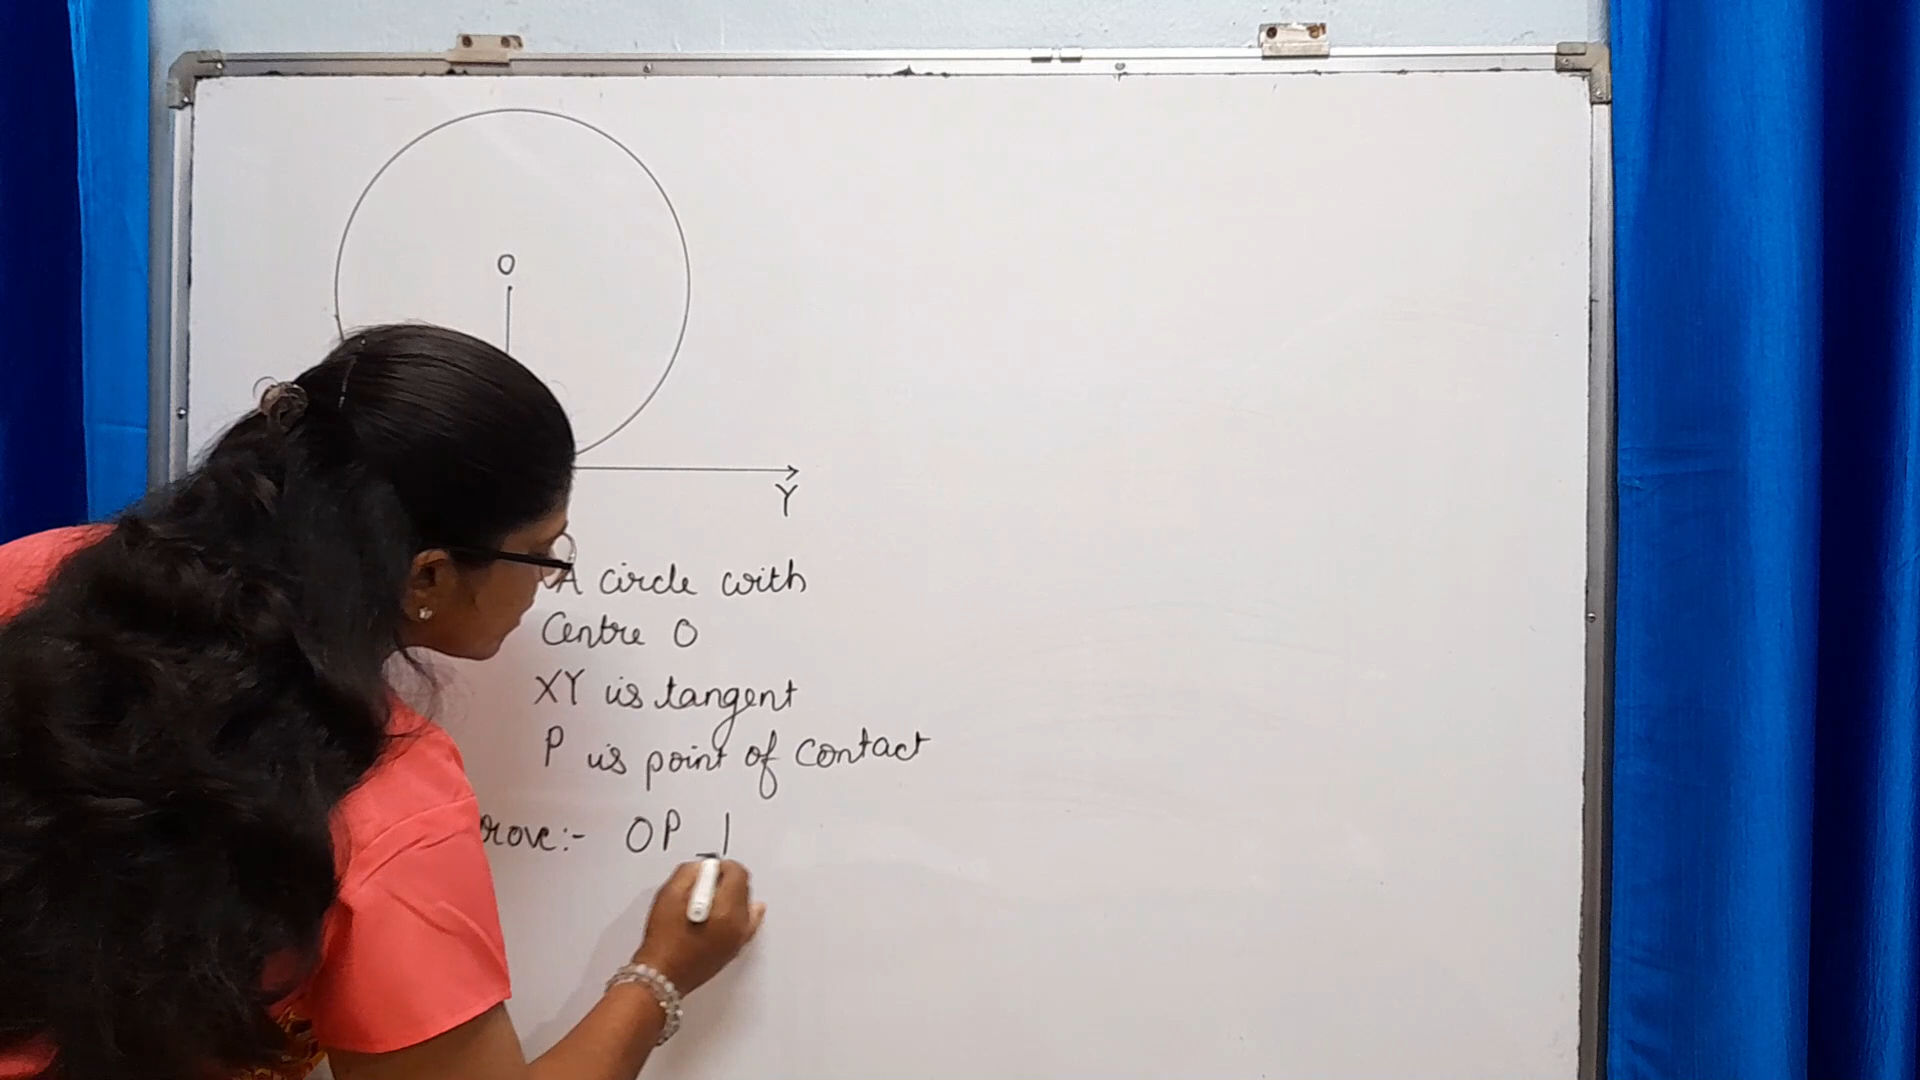 O
Y
A circle with
Centre O
XY is tangent
P is point of contact
rove:- OP ⊥